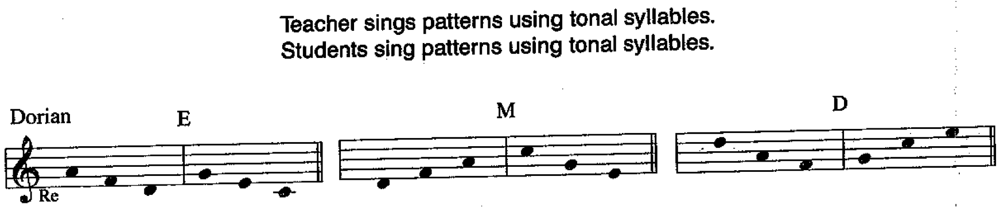 Teacher sings patterns using tonal syllables.
Students sing patterns using tonal syllables.
Dorian E M D
Re